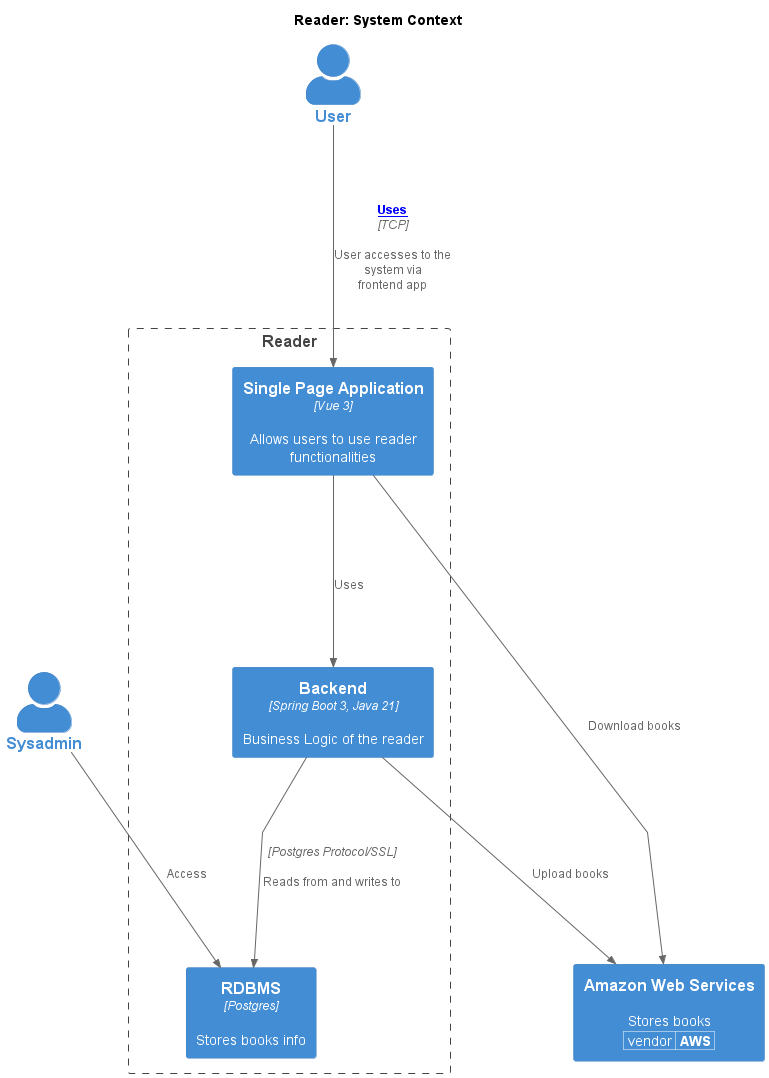 Reader: System Context
User
Uses
[TCP]
User accesses to the
system via
frontend app
Reader
Single Page Application
[Vue 3]
Allows users to use reader
functionalities
Uses
Backend
[Spring Boot 3, Java 21]
Business Logic of the reader
Sysadmin
Download books
[Postgres Protocol/SSL]
Reads from and writes to
Access
Upload books
RDBMS
[Postgres]
Stores books info
Amazon Web Services
Stores books
vendor AWS